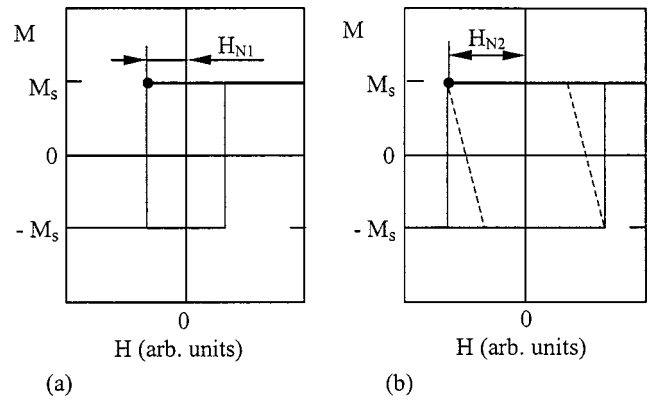 M
H_N1
M_s
0
- M_s
0
H (arb. units)
(a)
M
H_N2
M_s
0
- M_s
0
H (arb. units)
(b)